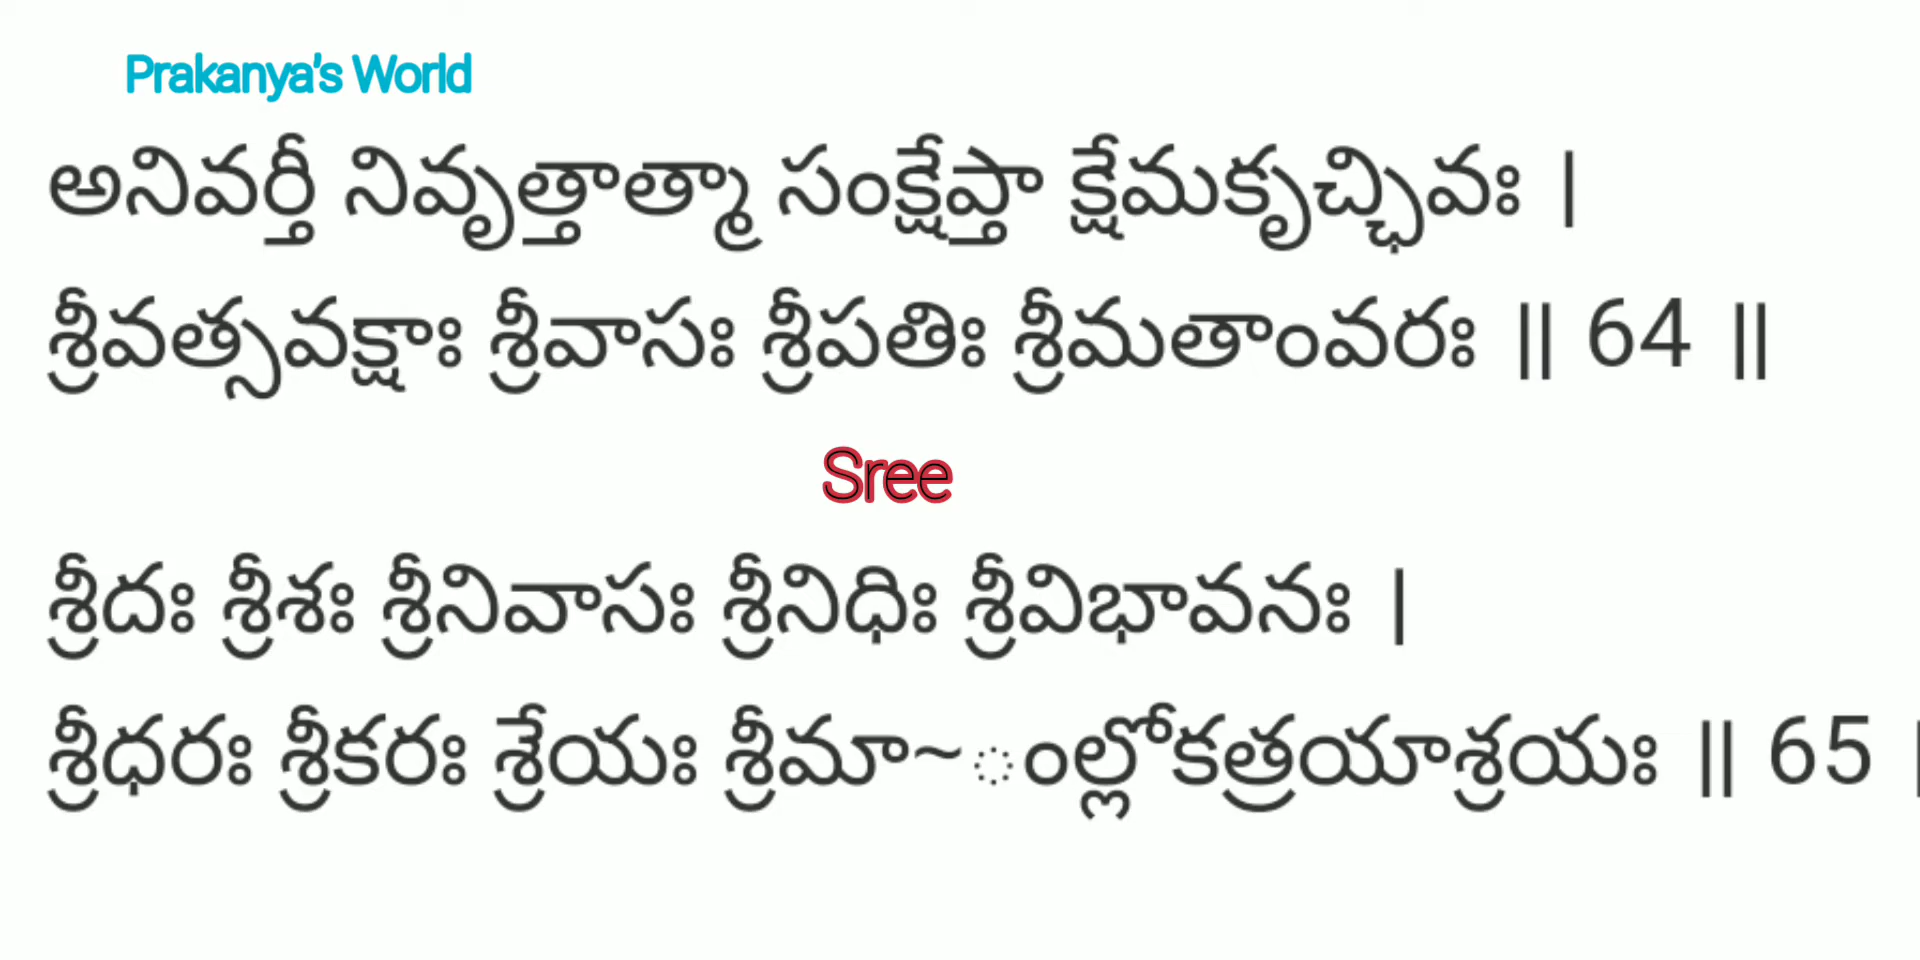 Prakanya's World
అనివర్తీ నివృత్తాత్మా సంక్షేప్తా క్షేమకృచ్ఛివః |
శ్రీవత్సవక్షాః శ్రీవాసః శ్రీపతిః శ్రీమతాంవరః || 64 ||
Sree
శ్రీదః శ్రీశః శ్రీనివాసః శ్రీనిధిః శ్రీవిభావనః |
శ్రీధరః శ్రీకరః శ్రేయః శ్రీమా~ంల్లోకత్రయాశ్రయః || 65 |